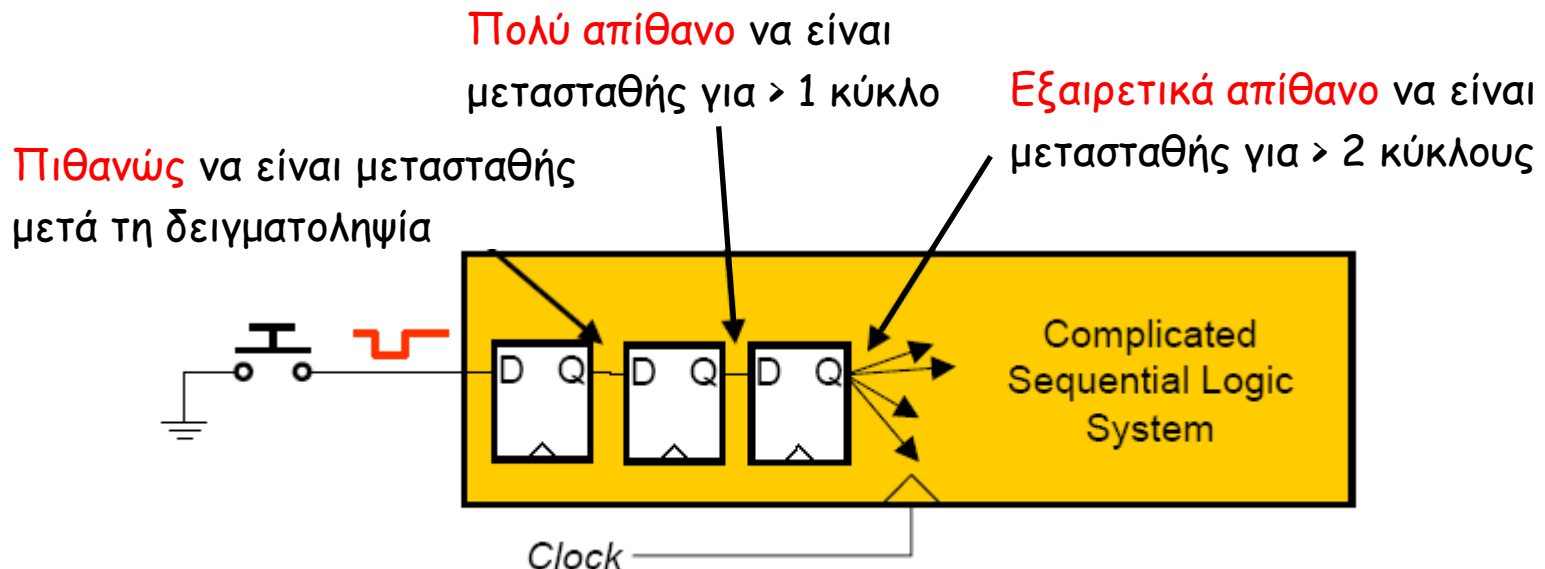 Πολύ απίθανο να είναι
μετασταθής για > 1 κύκλο
Εξαιρετικά απίθανο να είναι
μετασταθής για > 2 κύκλους
Πιθανώς να είναι μετασταθής
μετά τη δειγματοληψία
D Q D Q D Q
Complicated
Sequential Logic
System
Clock